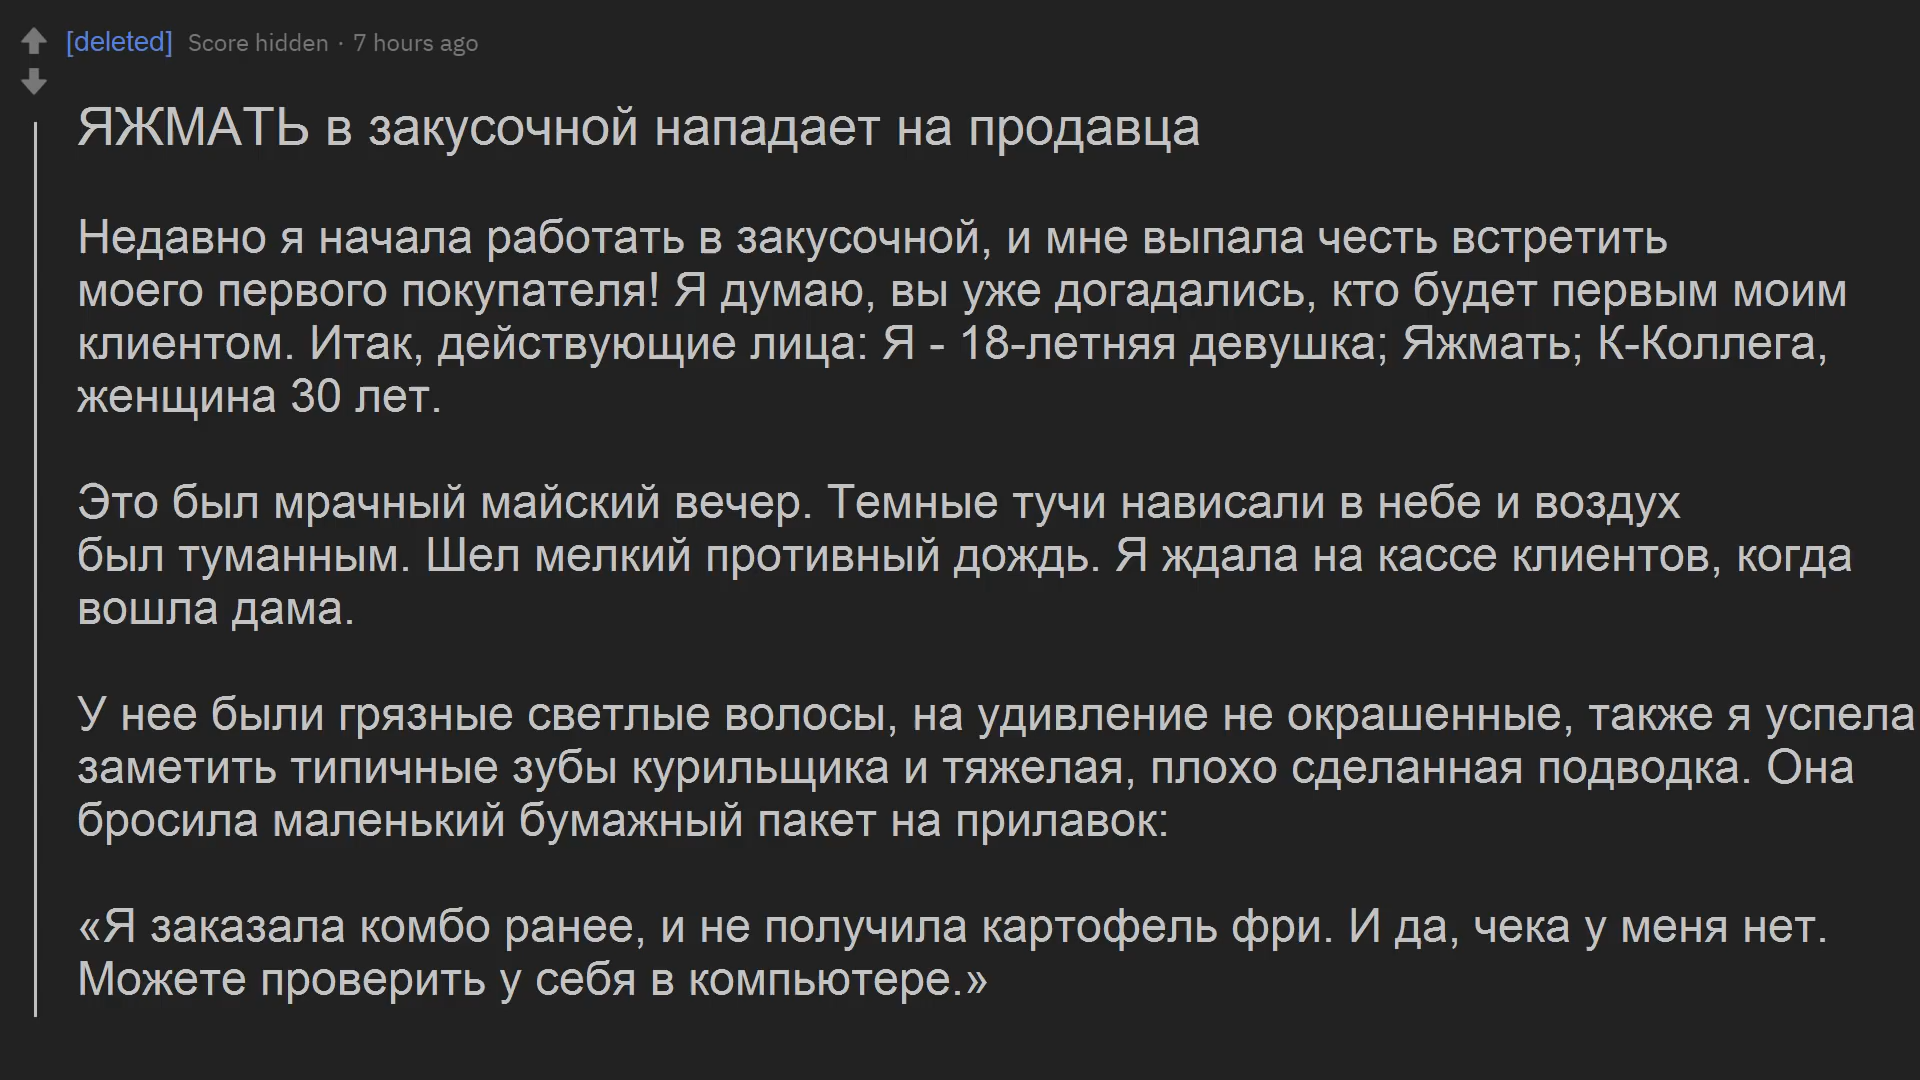 [deleted] Score hidden · 7 hours ago
ЯЖМАТЬ в закусочной нападает на продавца
Недавно я начала работать в закусочной, и мне выпала честь встретить
моего первого покупателя! Я думаю, вы уже догадались, кто будет первым моим
клиентом. Итак, действующие лица: Я - 18-летняя девушка; Яжмать; К-Коллега,
женщина 30 лет.
Это был мрачный майский вечер. Темные тучи нависали в небе и воздух
был туманным. Шел мелкий противный дождь. Я ждала на кассе клиентов, когда
вошла дама.
У нее были грязные светлые волосы, на удивление не окрашенные, также я успела
заметить типичные зубы курильщика и тяжелая, плохо сделанная подводка. Она
бросила маленький бумажный пакет на прилавок:
«Я заказала комбо ранее, и не получила картофель фри. И да, чека у меня нет.
Можете проверить у себя в компьютере.»